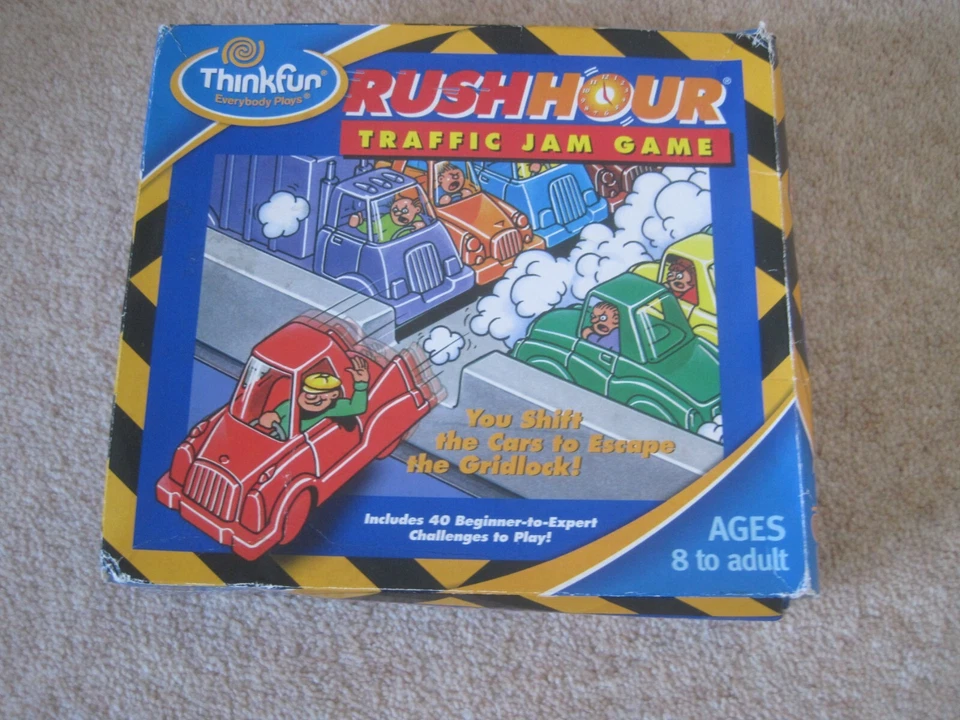 ThinkFun®
Everybody Plays®
RUSH HOUR®
TRAFFIC JAM GAME
You Shift
the Cars to Escape
the Gridlock!
Includes 40 Beginner-to-Expert
Challenges to Play!
AGES
8 to adult